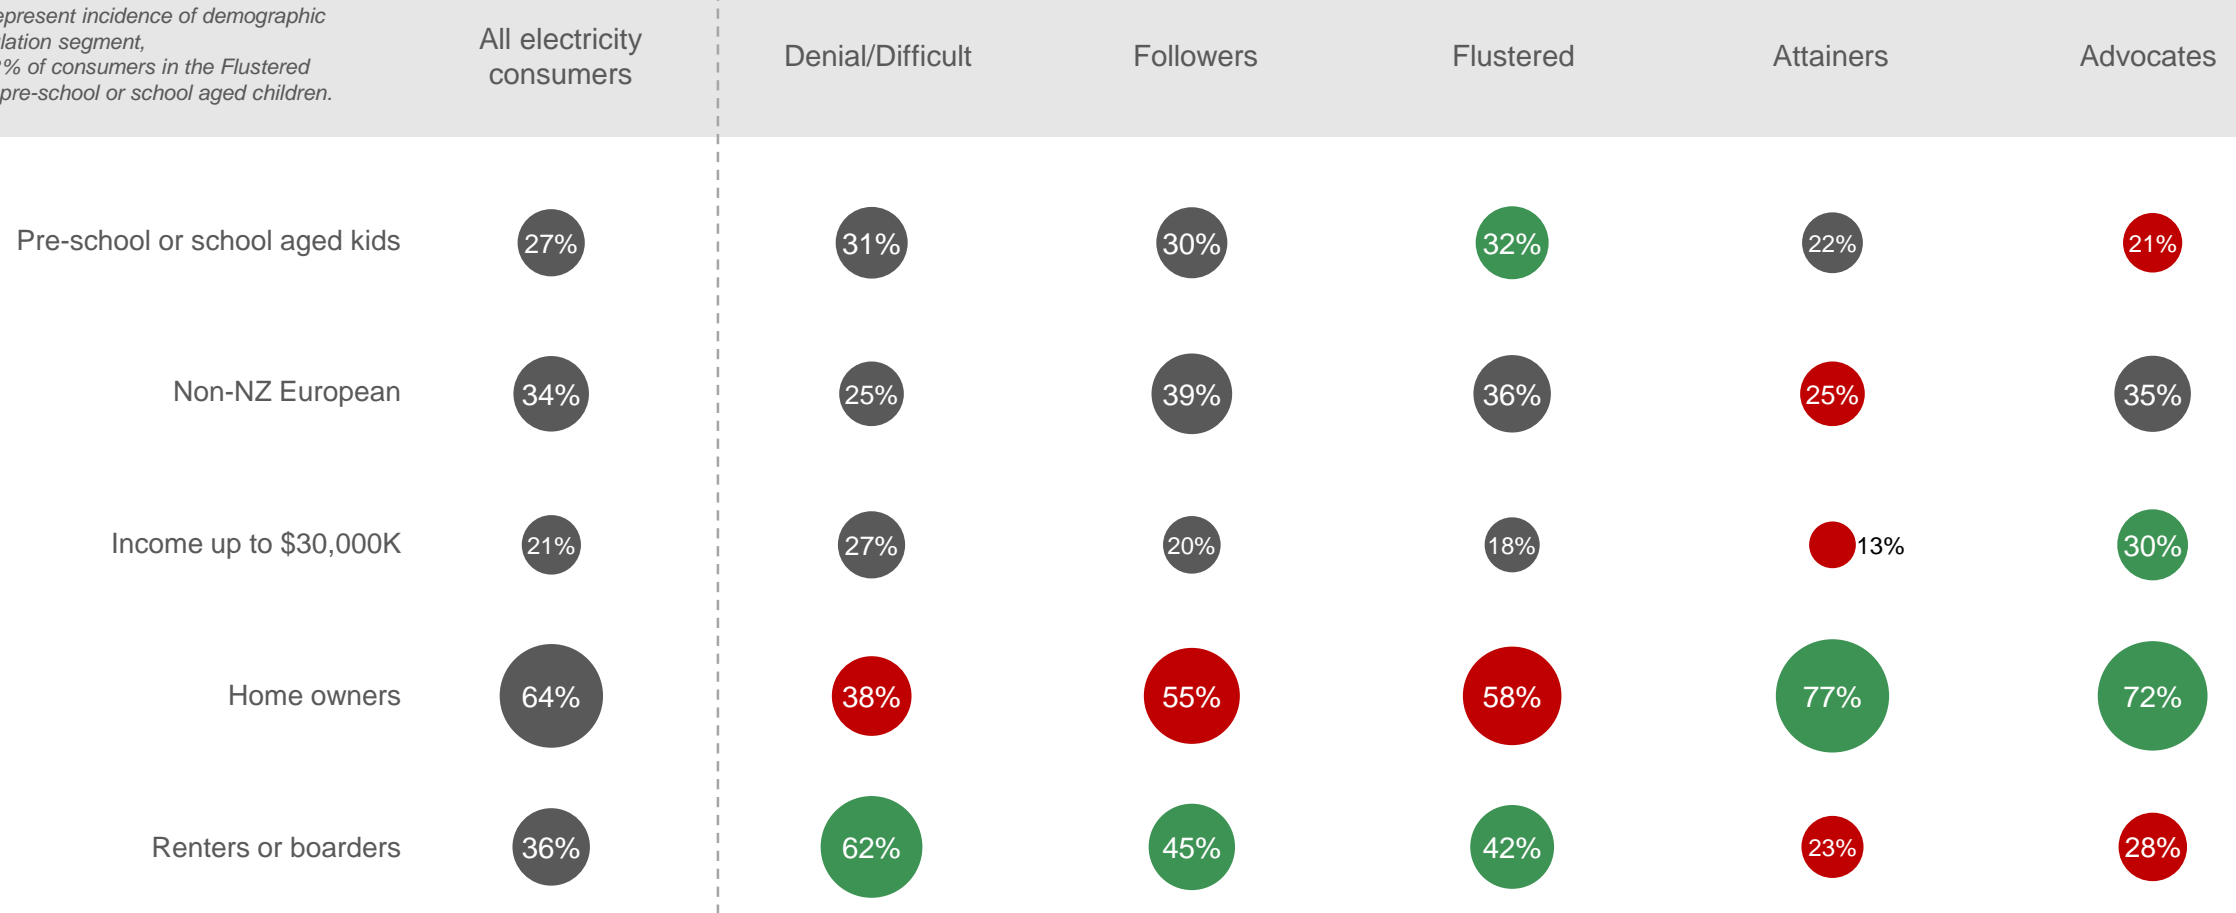 represent incidence of demographic
lation segment,
% of consumers in the Flustered
pre-school or school aged children.
All electricity
consumers
Denial/Difficult
Followers
Flustered
Attainers
Advocates
Pre-school or school aged kids
27%
31%
30%
32%
22%
21%
Non-NZ European
34%
25%
39%
36%
25%
35%
Income up to $30,000K
21%
27%
20%
18%
13%
30%
Home owners
64%
38%
55%
58%
77%
72%
Renters or boarders
36%
62%
45%
42%
23%
28%